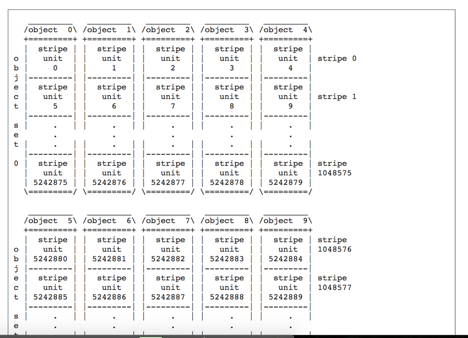 /object 0\ /object 1\ /object 2\ /object 3\ /object 4\
+=========+ +=========+ +=========+ +=========+ +=========+
| stripe | | stripe | | stripe | | stripe | | stripe |
o | unit | | unit | | unit | | unit | | unit | stripe 0
b | 0 | | 1 | | 2 | | 3 | | 4 |
j |---------| |---------| |---------| |---------| |---------|
e | stripe | | stripe | | stripe | | stripe | | stripe |
c | unit | | unit | | unit | | unit | | unit | stripe 1
t | 5 | | 6 | | 7 | | 8 | | 9 |
|---------| |---------| |---------| |---------| |---------|
s | . | | . | | . | | . | | . |
e . . . . .
t | . | | . | | . | | . | | . |
|---------| |---------| |---------| |---------| |---------|
0 | stripe | | stripe | | stripe | | stripe | | stripe | stripe
| unit | | unit | | unit | | unit | | unit | 1048575
| 5242875 | | 5242876 | | 5242877 | | 5242878 | | 5242879 |
\=========/ \=========/ \=========/ \=========/ \=========/
/object 5\ /object 6\ /object 7\ /object 8\ /object 9\
+=========+ +=========+ +=========+ +=========+ +=========+
| stripe | | stripe | | stripe | | stripe | | stripe | stripe
o | unit | | unit | | unit | | unit | | unit | 1048576
b | 5242880 | | 5242881 | | 5242882 | | 5242883 | | 5242884 |
j |---------| |---------| |---------| |---------| |---------|
e | stripe | | stripe | | stripe | | stripe | | stripe | stripe
c | unit | | unit | | unit | | unit | | unit | 1048577
t | 5242885 | | 5242886 | | 5242887 | | 5242888 | | 5242889 |
|---------| |---------| |---------| |---------| |---------|
s | . | | . | | . | | . | | . |
e . . . . .